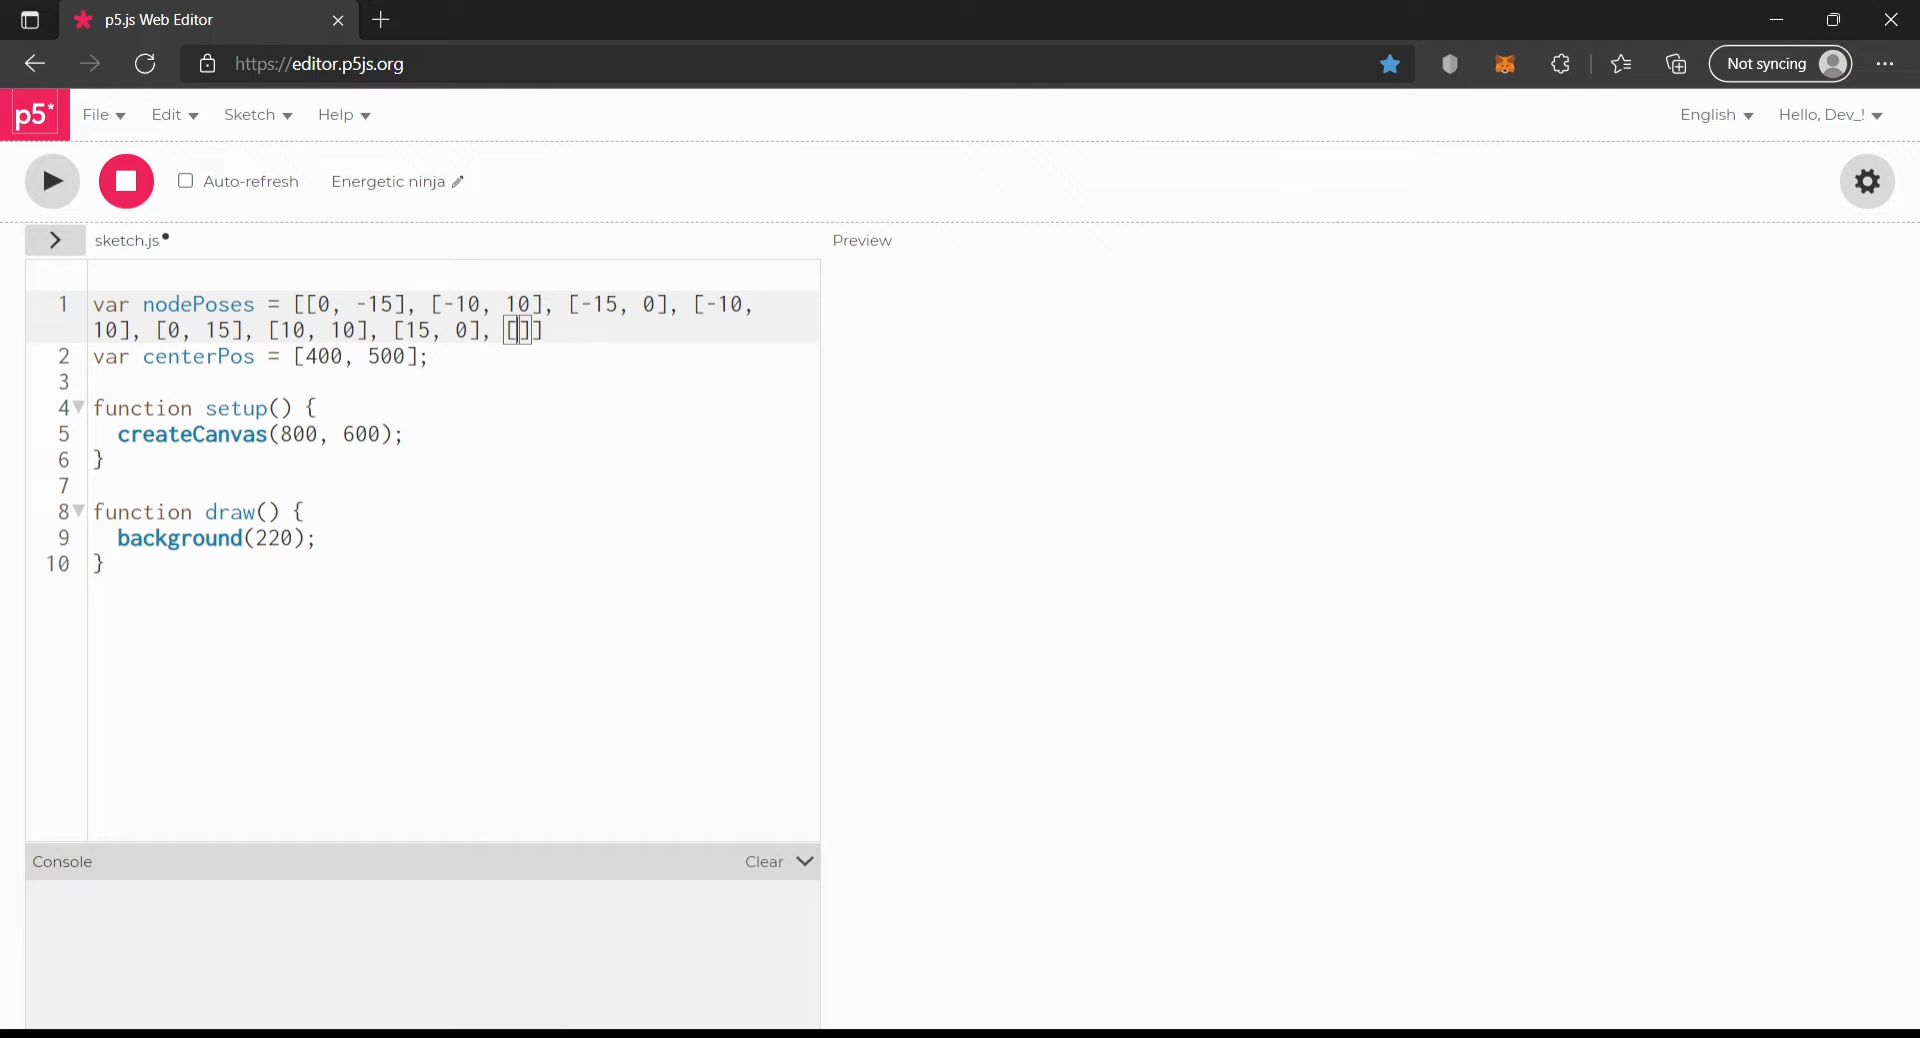 p5.js Web Editor
https://editor.p5js.org
Not syncing
p5* File Edit Sketch Help English Hello, Dev_!
Auto-refresh Energetic ninja
sketch.js
Preview
1 var nodePoses = [[0, -15], [-10, 10], [-15, 0], [-10,
10], [0, 15], [10, 10], [15, 0], []]
2 var centerPos = [400, 500];
3
4 function setup() {
5 createCanvas(800, 600);
6 }
7
8 function draw() {
9 background(220);
10 }
Console Clear